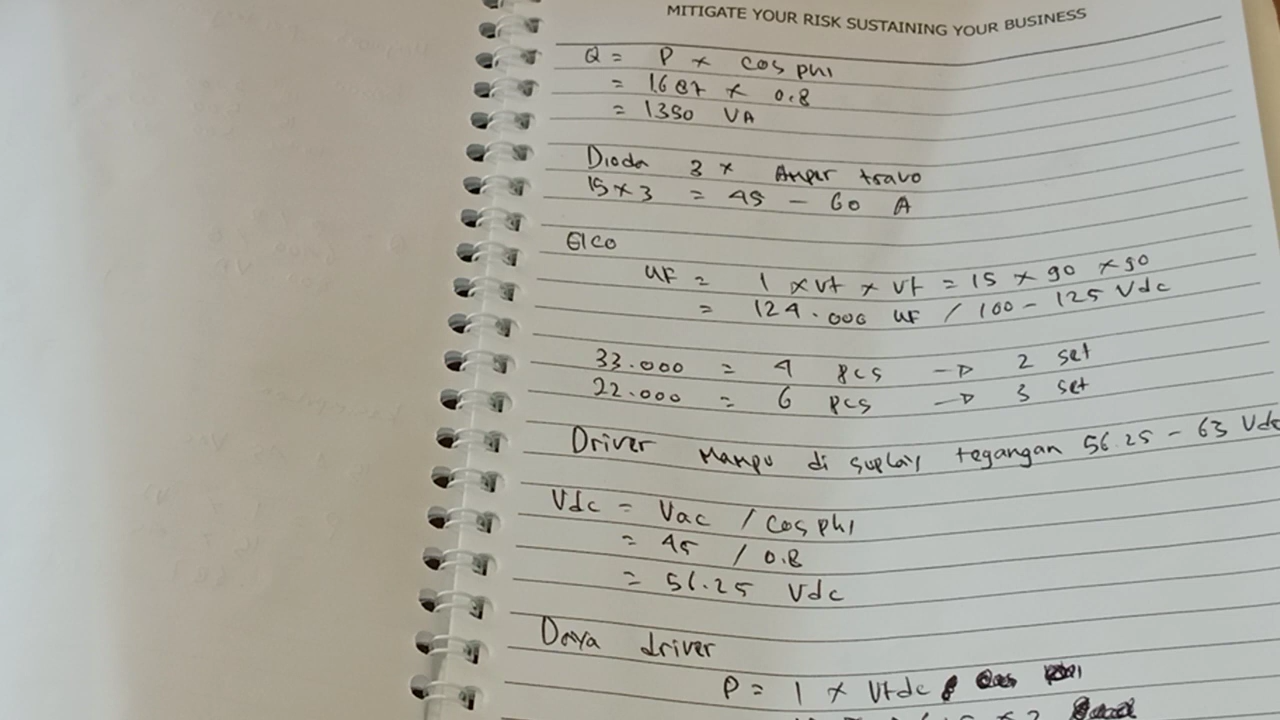 MITIGATE YOUR RISK SUSTAINING YOUR BUSINESS
Q = P x cos phi
= 1.687 x 0.8
= 1350 VA
Dioda 3 x Amper travo
15 x 3 = 45 - 60 A
Elco
UF = 1 x vt x vt = 15 x 90 x 90
= 124.000 UF / 100 - 125 Vdc
33.000 = 4 pcs -> 2 set
22.000 = 6 pcs -> 3 set
Driver Mampu di suplaiy tegangan 56.25 - 63 Vdc
Vdc = Vac / cos phi
= 45 / 0.8
= 56.25 Vdc
Daya driver
P = 1 x Vtdc